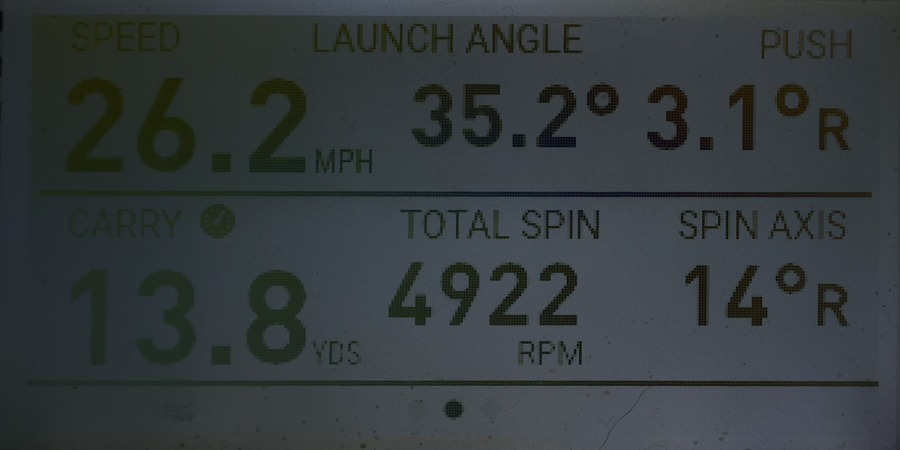 SPEED LAUNCH ANGLE PUSH
26.2 MPH 35.2° 3.1° R
CARRY TOTAL SPIN SPIN AXIS
13.8 YDS 4922 RPM 14° R